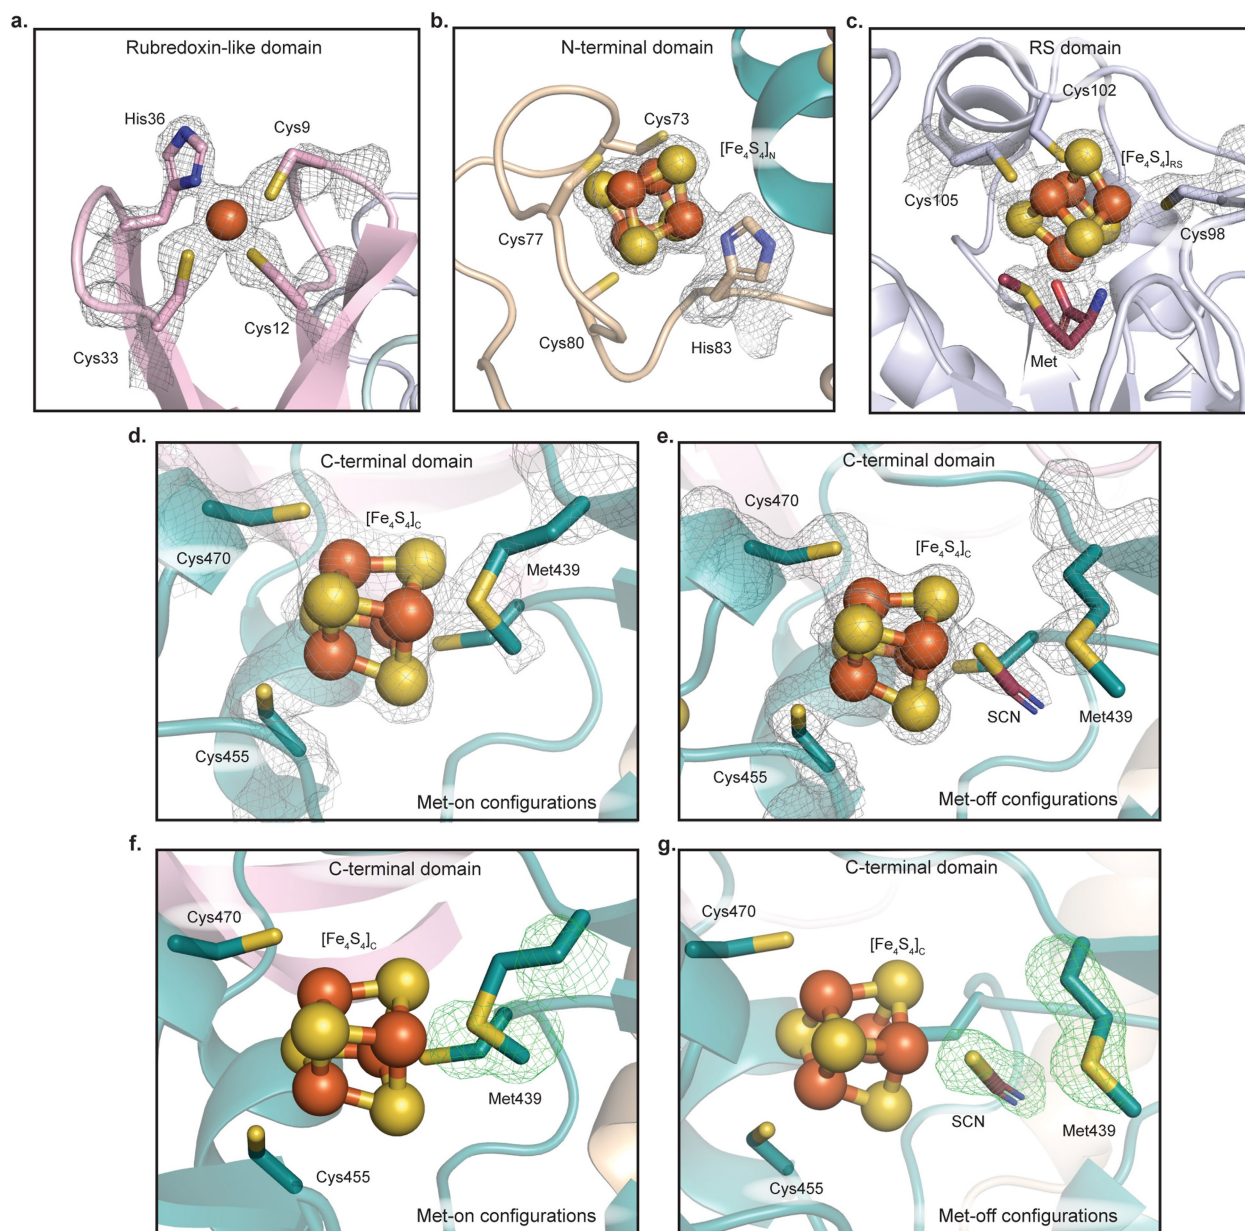 a.
Rubredoxin-like domain
His36
Cys9
Cys33
Cys12
b.
N-terminal domain
Cys73
[Fe₄S₄]N
Cys77
Cys80
His83
c.
RS domain
Cys102
[Fe₄S₄]RS
Cys105
Cys98
Met
d.
C-terminal domain
[Fe₄S₄]C
Cys470
Met439
Cys455
Met-on configurations
e.
C-terminal domain
Cys470
[Fe₄S₄]C
SCN
Met439
Cys455
Met-off configurations
f.
C-terminal domain
Cys470
[Fe₄S₄]C
Met439
Cys455
Met-on configurations
g.
C-terminal domain
Cys470
[Fe₄S₄]C
SCN
Met439
Cys455
Met-off configurations